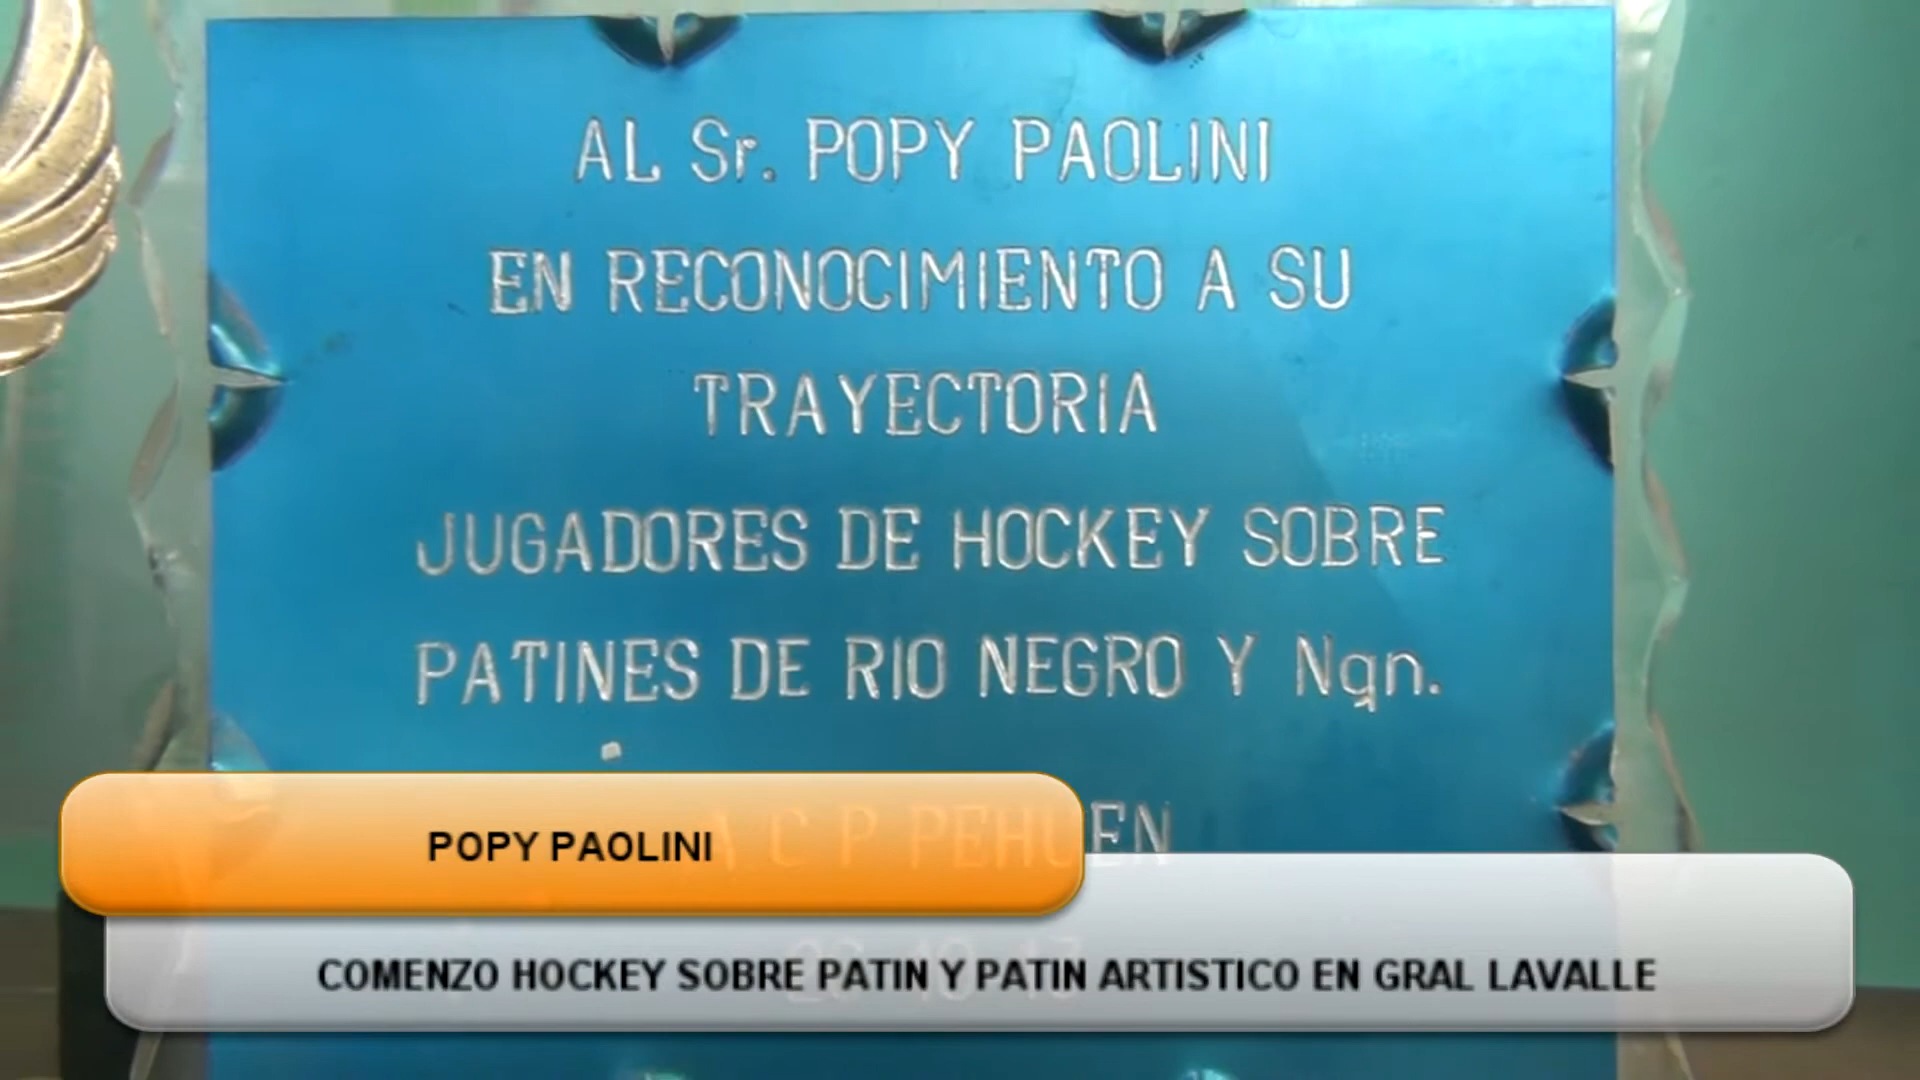 AL Sr. POPY PAOLINI
EN RECONOCIMIENTO A SU
TRAYECTORIA
JUGADORES DE HOCKEY SOBRE
PATINES DE RIO NEGRO Y Nqn.
A.C P PEHUEN
POPY PAOLINI
COMENZO HOCKEY SOBRE PATIN Y PATIN ARTISTICO EN GRAL LAVALLE